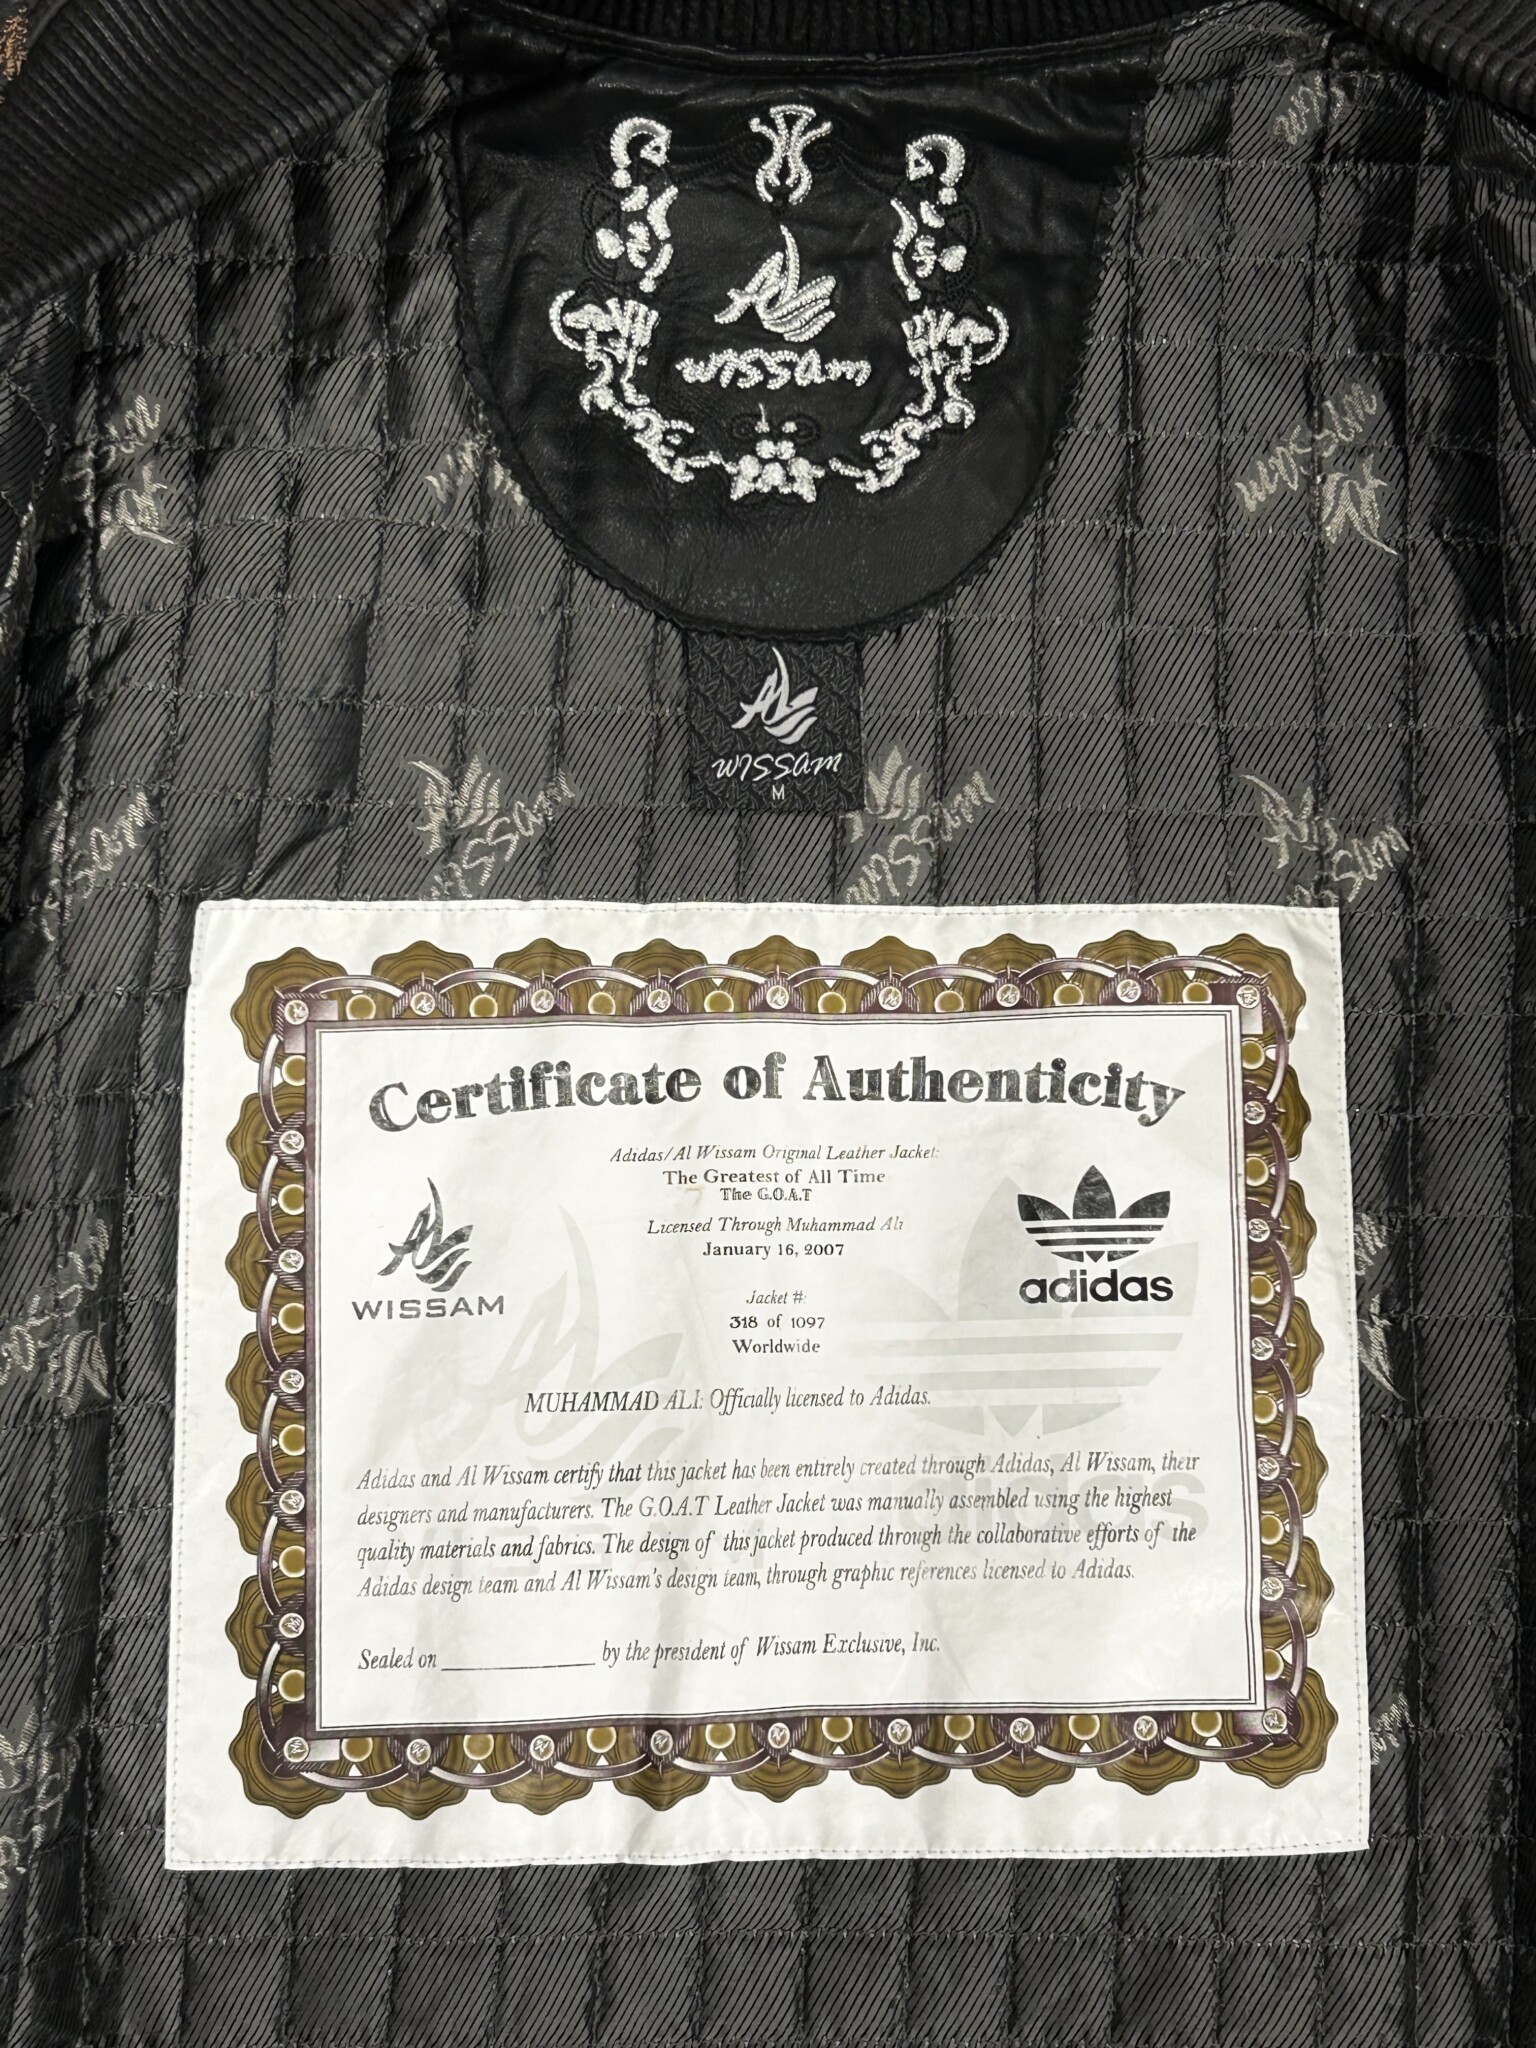 Al
wissam
Al
wissam
M
Certificate of Authenticity
Adidas/Al Wissam Original Leather Jacket:
The Greatest of All Time
The G.O.A.T
Licensed Through Muhammad Ali
January 16, 2007
Al
WISSAM
adidas
Jacket #:
318 of 1097
Worldwide
MUHAMMAD ALI: Officially licensed to Adidas.
Adidas and Al Wissam certify that this jacket has been entirely created through Adidas, Al Wissam, their
designers and manufacturers. The G.O.A.T Leather Jacket was manually assembled using the highest
quality materials and fabrics. The design of this jacket produced through the collaborative efforts of the
Adidas design team and Al Wissam's design team, through graphic references licensed to Adidas.
Sealed on ____________ by the president of Wissam Exclusive, Inc.